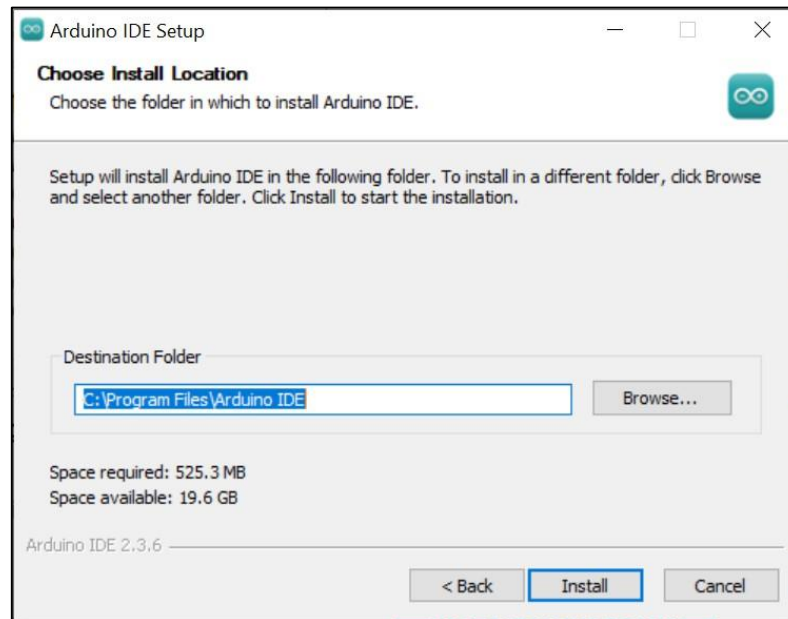 Arduino IDE Setup
Choose Install Location
Choose the folder in which to install Arduino IDE.
Setup will install Arduino IDE in the following folder. To install in a different folder, click Browse
and select another folder. Click Install to start the installation.
Destination Folder
C:\Program Files\Arduino IDE
Browse...
Space required: 525.3 MB
Space available: 19.6 GB
Arduino IDE 2.3.6
< Back
Install
Cancel